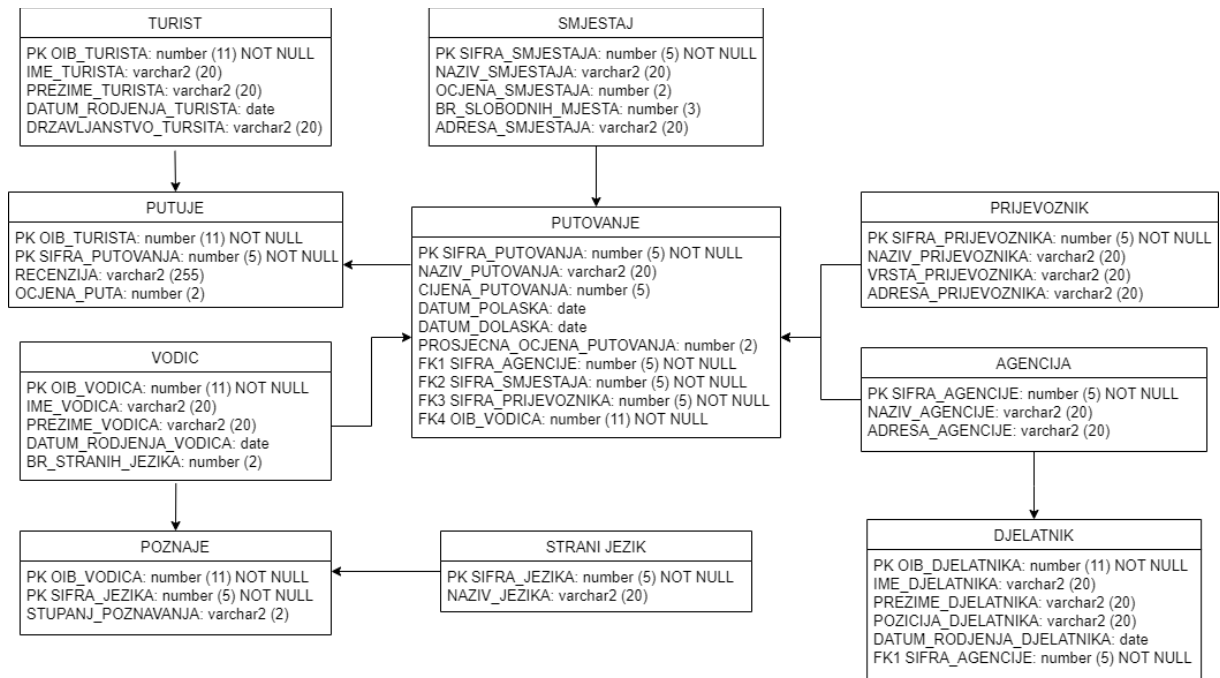 TURIST
PK OIB_TURISTA: number (11) NOT NULL
IME_TURISTA: varchar2 (20)
PREZIME_TURISTA: varchar2 (20)
DATUM_RODJENJA_TURISTA: date
DRZAVLJANSTVO_TURSITA: varchar2 (20)
SMJESTAJ
PK SIFRA_SMJESTAJA: number (5) NOT NULL
NAZIV_SMJESTAJA: varchar2 (20)
OCJENA_SMJESTAJA: number (2)
BR_SLOBODNIH_MJESTA: number (3)
ADRESA_SMJESTAJA: varchar2 (20)
PUTUJE
PK OIB_TURISTA: number (11) NOT NULL
PK SIFRA_PUTOVANJA: number (5) NOT NULL
RECENZIJA: varchar2 (255)
OCJENA_PUTA: number (2)
PUTOVANJE
PK SIFRA_PUTOVANJA: number (5) NOT NULL
NAZIV_PUTOVANJA: varchar2 (20)
CIJENA_PUTOVANJA: number (5)
DATUM_POLASKA: date
DATUM_DOLASKA: date
PROSJECNA_OCJENA_PUTOVANJA: number (2)
FK1 SIFRA_AGENCIJE: number (5) NOT NULL
FK2 SIFRA_SMJESTAJA: number (5) NOT NULL
FK3 SIFRA_PRIJEVOZNIKA: number (5) NOT NULL
FK4 OIB_VODICA: number (11) NOT NULL
PRIJEVOZNIK
PK SIFRA_PRIJEVOZNIKA: number (5) NOT NULL
NAZIV_PRIJEVOZNIKA: varchar2 (20)
VRSTA_PRIJEVOZNIKA: varchar2 (20)
ADRESA_PRIJEVOZNIKA: varchar2 (20)
VODIC
PK OIB_VODICA: number (11) NOT NULL
IME_VODICA: varchar2 (20)
PREZIME_VODICA: varchar2 (20)
DATUM_RODJENJA_VODICA: date
BR_STRANIH_JEZIKA: number (2)
AGENCIJA
PK SIFRA_AGENCIJE: number (5) NOT NULL
NAZIV_AGENCIJE: varchar2 (20)
ADRESA_AGENCIJE: varchar2 (20)
POZNAJE
PK OIB_VODICA: number (11) NOT NULL
PK SIFRA_JEZIKA: number (5) NOT NULL
STUPANJ_POZNAVANJA: varchar2 (2)
STRANI JEZIK
PK SIFRA_JEZIKA: number (5) NOT NULL
NAZIV_JEZIKA: varchar2 (20)
DJELATNIK
PK OIB_DJELATNIKA: number (11) NOT NULL
IME_DJELATNIKA: varchar2 (20)
PREZIME_DJELATNIKA: varchar2 (20)
POZICIJA_DJELATNIKA: varchar2 (20)
DATUM_RODJENJA_DJELATNIKA: date
FK1 SIFRA_AGENCIJE: number (5) NOT NULL